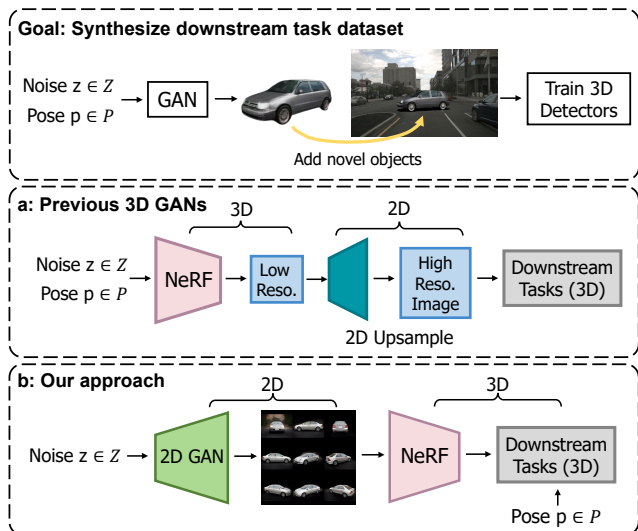 Goal: Synthesize downstream task dataset
Noise z ∈ Z
Pose p ∈ P
GAN
Train 3D
Detectors
Add novel objects
a: Previous 3D GANs
3D
2D
Noise z ∈ Z
Pose p ∈ P
NeRF
Low
Reso.
High
Reso.
Image
Downstream
Tasks (3D)
2D Upsample
b: Our approach
2D
3D
Noise z ∈ Z
2D GAN
NeRF
Downstream
Tasks (3D)
Pose p ∈ P